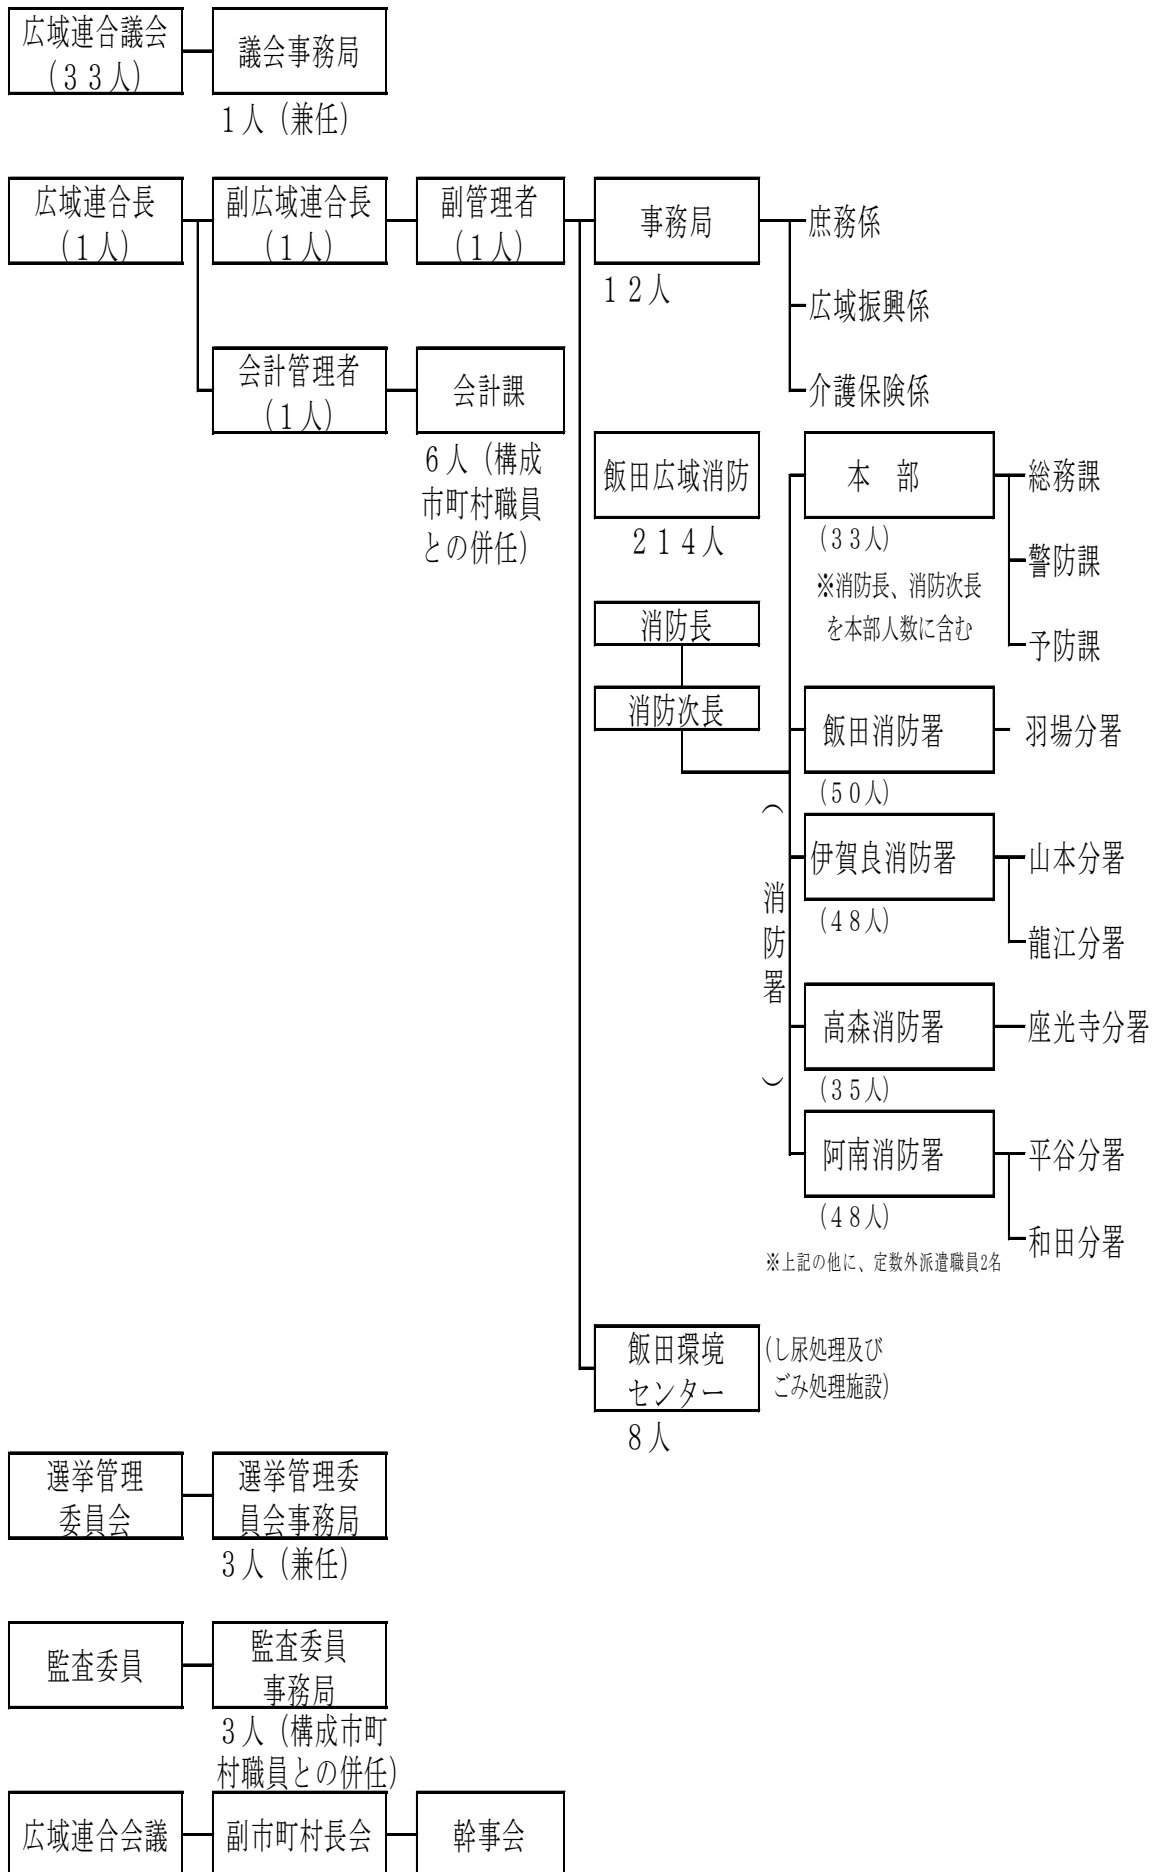 広域連合議会
(３３人)
議会事務局
１人（兼任）
広域連合長
(１人)
副広域連合長
(１人)
副管理者
(１人)
事務局
１２人
庶務係
広域振興係
介護保険係
会計管理者
(１人)
会計課
６人（構成
市町村職員
との併任）
飯田広域消防
２１４人
消防長
消防次長
本　部
(３３人)
※消防長、消防次長
を本部人数に含む
総務課
警防課
予防課
（消防署）
飯田消防署
(５０人)
羽場分署
伊賀良消防署
(４８人)
山本分署
龍江分署
高森消防署
(３５人)
座光寺分署
阿南消防署
(４８人)
平谷分署
和田分署
※上記の他に、定数外派遣職員2名
飯田環境
センター
８人
(し尿処理及び
ごみ処理施設)
選挙管理
委員会
選挙管理委
員会事務局
３人（兼任）
監査委員
監査委員
事務局
３人（構成市町
村職員との併任）
広域連合会議
副市町村長会
幹事会